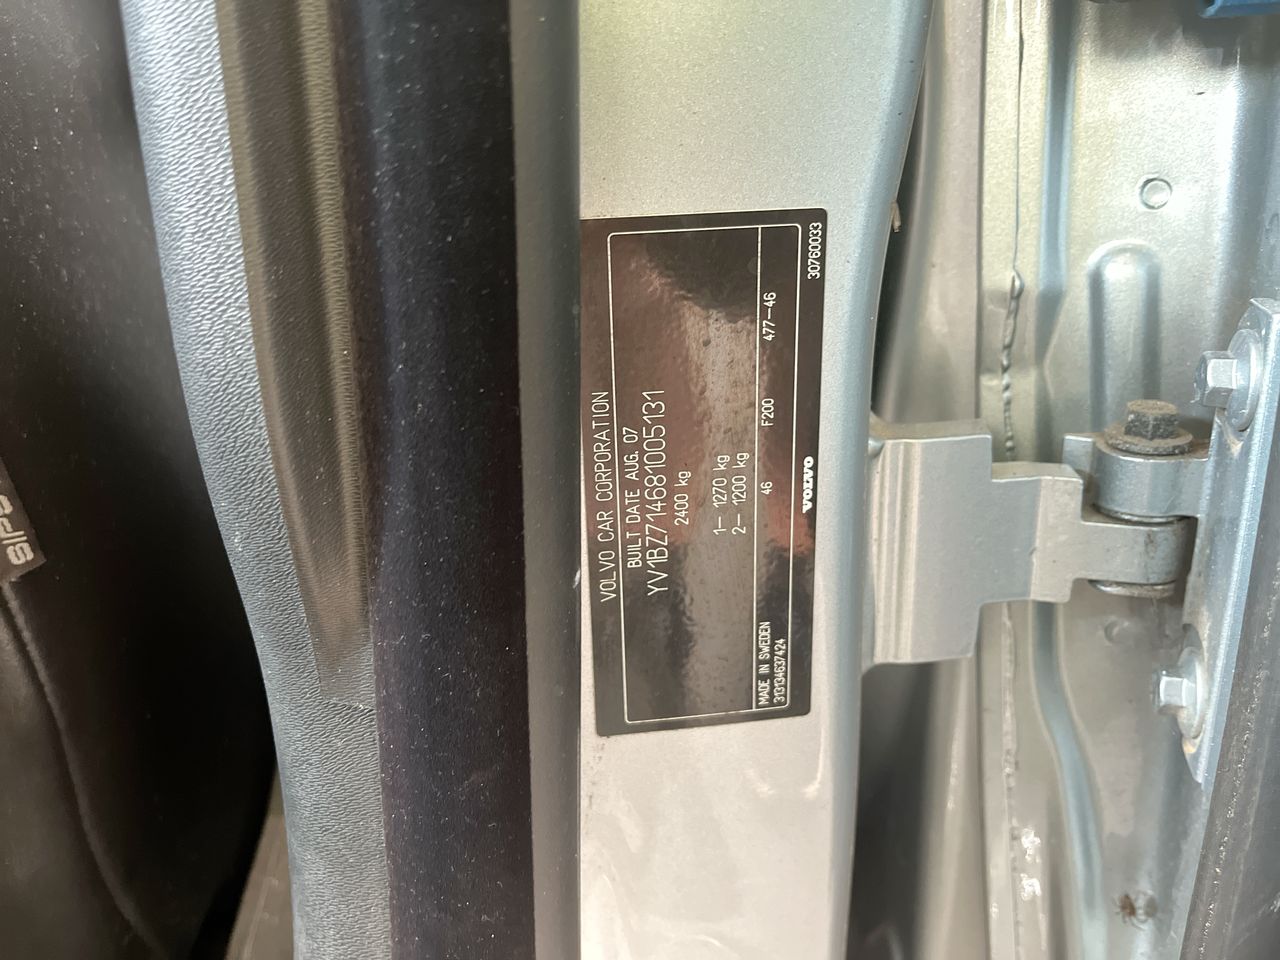 VOLVO CAR CORPORATION
BUILT DATE AUG. 07
YV1BZ714681005131
2400 kg
1– 1270 kg
2– 1200 kg
MADE IN SWEDEN 46 F200 477–46
313134637424
VOLVO 30760033
SIPS